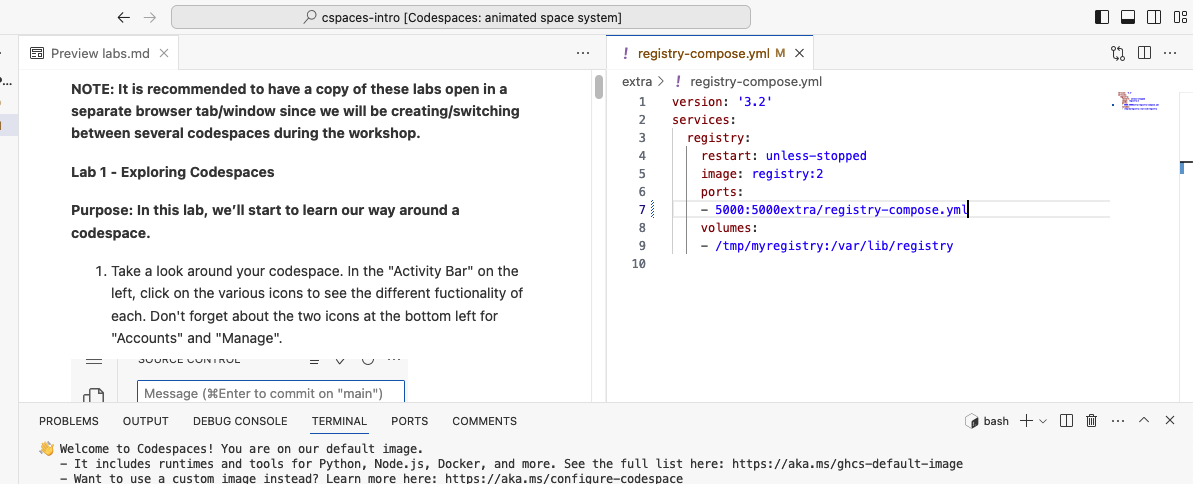 cspaces-intro [Codespaces: animated space system]
Preview labs.md
NOTE: It is recommended to have a copy of these labs open in a
separate browser tab/window since we will be creating/switching
between several codespaces during the workshop.
Lab 1 - Exploring Codespaces
Purpose: In this lab, we'll start to learn our way around a
codespace.
1. Take a look around your codespace. In the "Activity Bar" on the
left, click on the various icons to see the different fuctionality of
each. Don't forget about the two icons at the bottom left for
"Accounts" and "Manage".
SOURCE CONTROL
Message (⌘Enter to commit on "main")
! registry-compose.yml M
extra > ! registry-compose.yml
1 version: '3.2'
2 services:
3 registry:
4 restart: unless-stopped
5 image: registry:2
6 ports:
7 - 5000:5000extra/registry-compose.yml
8 volumes:
9 - /tmp/myregistry:/var/lib/registry
10
PROBLEMS OUTPUT DEBUG CONSOLE TERMINAL PORTS COMMENTS bash
👋 Welcome to Codespaces! You are on our default image.
- It includes runtimes and tools for Python, Node.js, Docker, and more. See the full list here: https://aka.ms/ghcs-default-image
- Want to use a custom image instead? Learn more here: https://aka.ms/configure-codespace